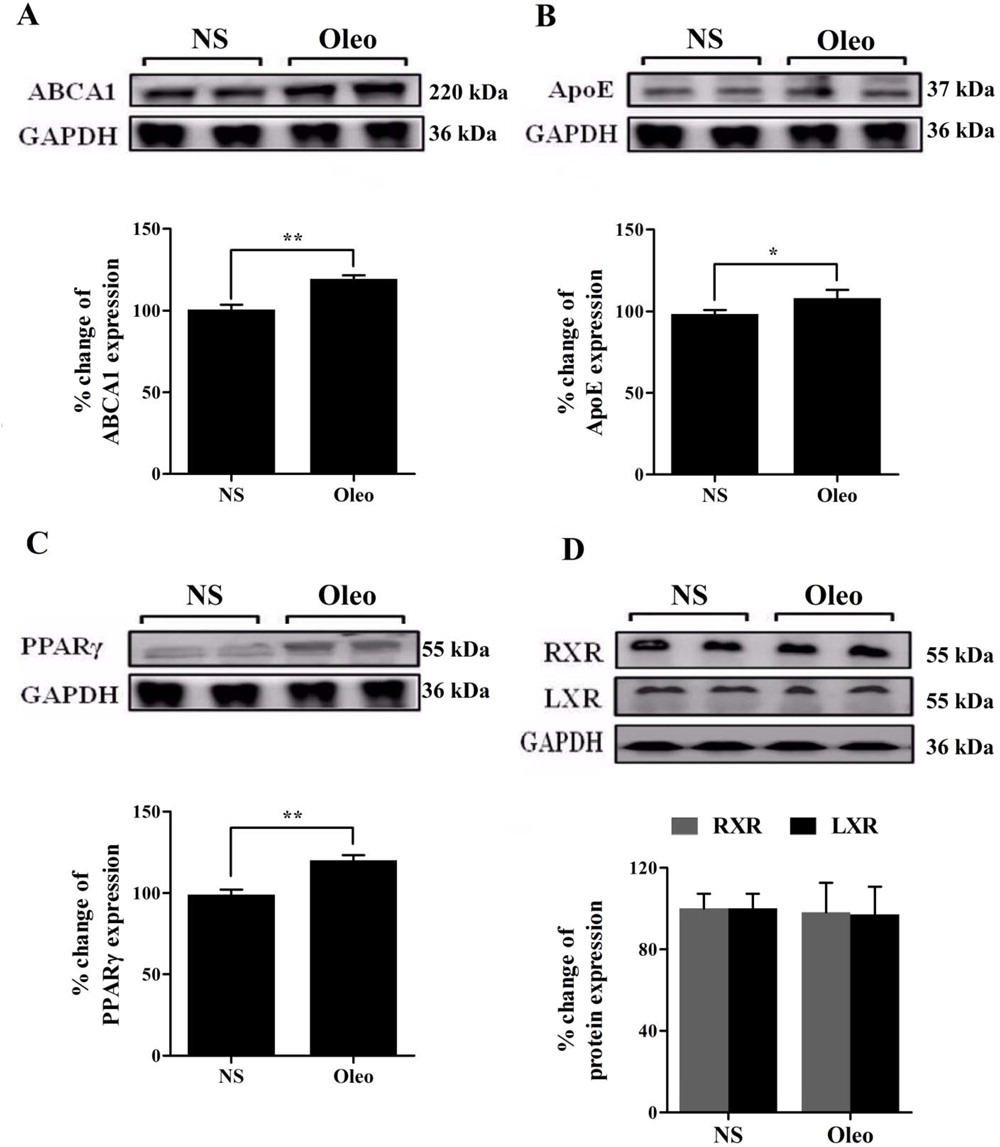 A
NS Oleo
ABCA1 220 kDa
GAPDH 36 kDa
150
100
50
0
% change of
ABCA1 expression
**
NS Oleo
B
NS Oleo
ApoE 37 kDa
GAPDH 36 kDa
150
100
50
0
% change of
ApoE expression
*
NS Oleo
C
NS Oleo
PPARγ 55 kDa
GAPDH 36 kDa
150
100
50
0
% change of
PPARγ expression
**
NS Oleo
D
NS Oleo
RXR 55 kDa
LXR 55 kDa
GAPDH 36 kDa
RXR LXR
120
80
40
0
% change of
protein expression
NS Oleo